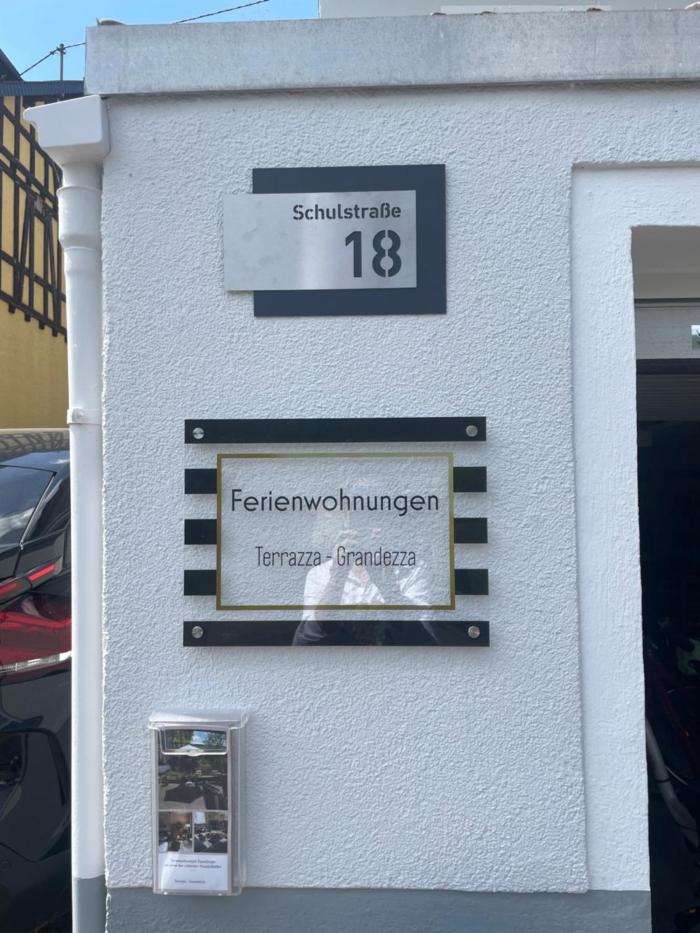 Schulstraße
18
Ferienwohnungen
Terrazza - Grandezza